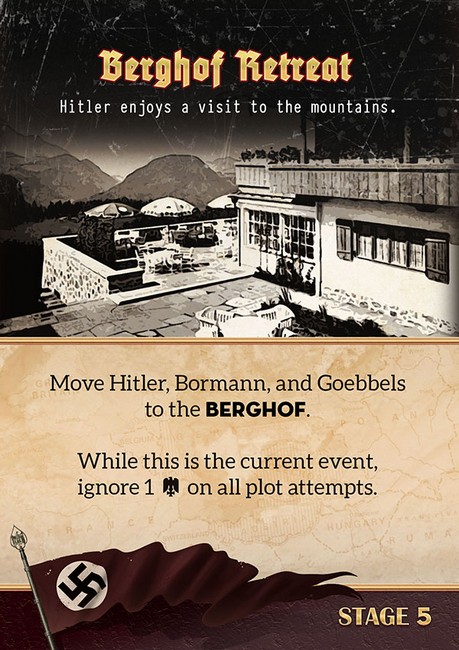 Berghof Retreat
Hitler enjoys a visit to the mountains.
Move Hitler, Bormann, and Goebbels
to the BERGHOF.
While this is the current event,
ignore 1 on all plot attempts.
STAGE 5